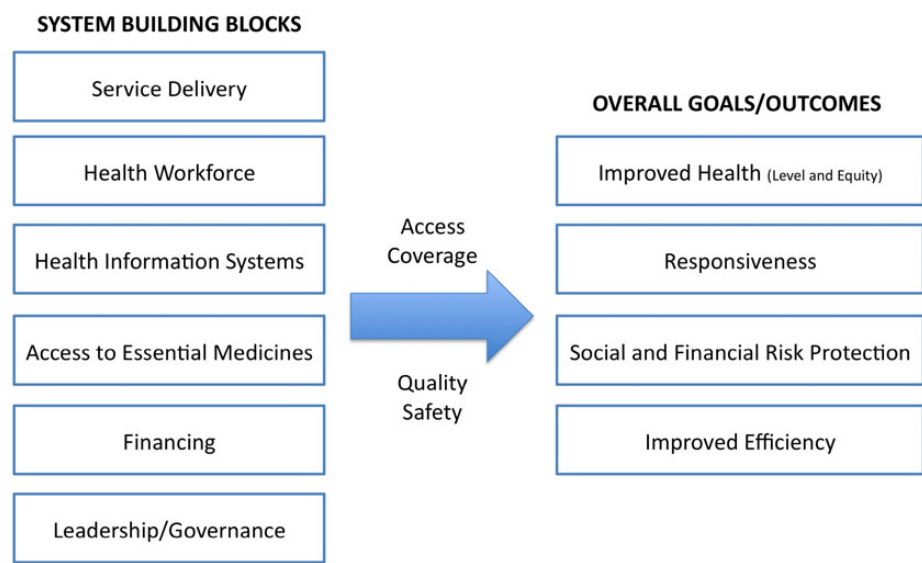 SYSTEM BUILDING BLOCKS
Service Delivery
Health Workforce
Health Information Systems
Access to Essential Medicines
Financing
Leadership/Governance
Access
Coverage
Quality
Safety
OVERALL GOALS/OUTCOMES
Improved Health (Level and Equity)
Responsiveness
Social and Financial Risk Protection
Improved Efficiency